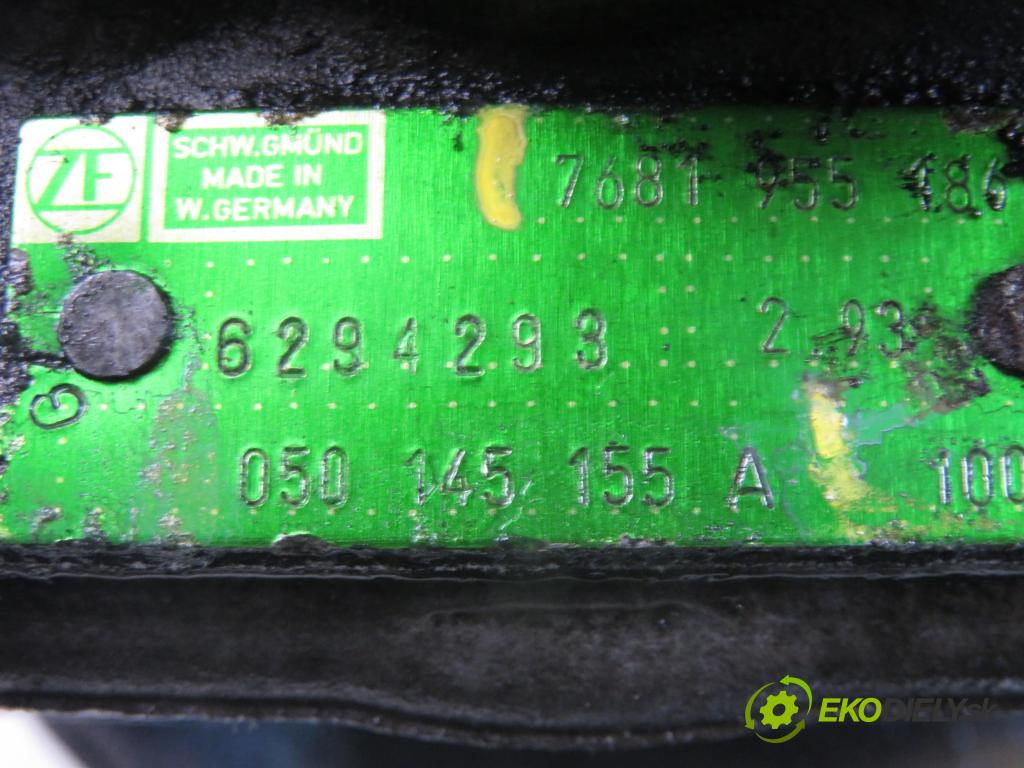 ZF
SCHW.GMÜND
MADE IN
W.GERMANY
7681 955 186
6294293 2.93
G
050 145 155 A 100
EKODIELY.sk